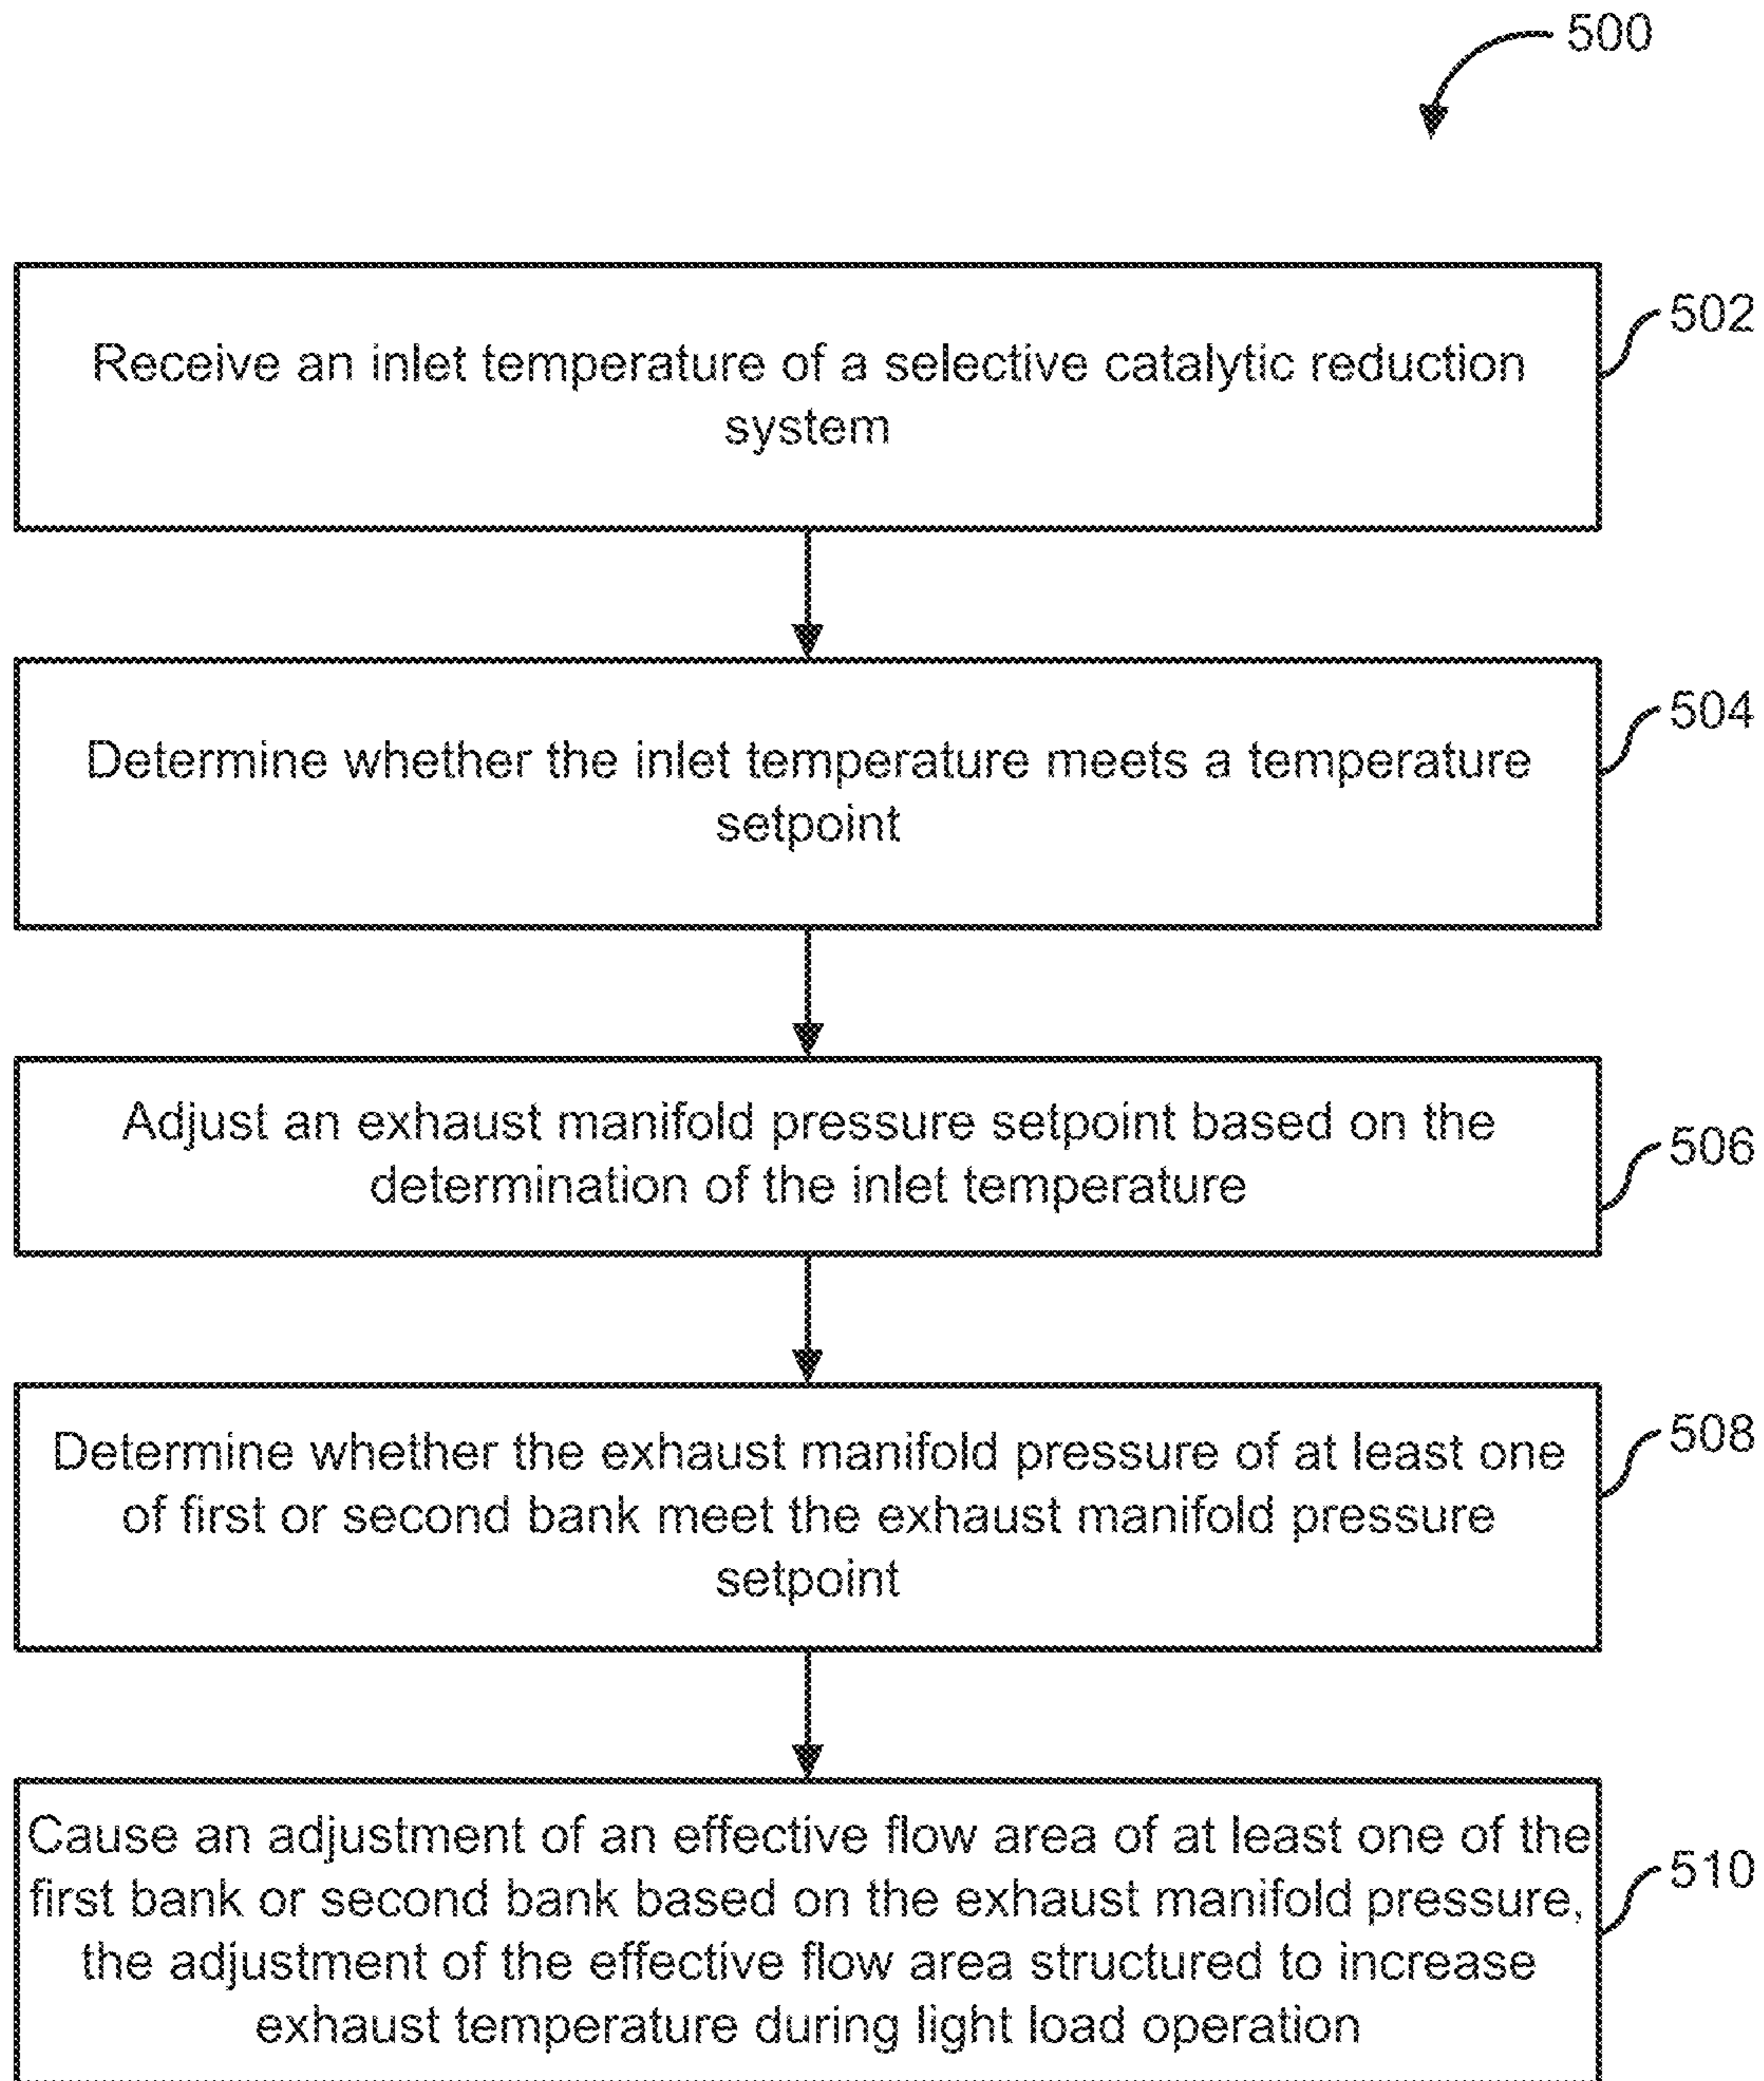 500
Receive an inlet temperature of a selective catalytic reduction
system
502
Determine whether the inlet temperature meets a temperature
setpoint
504
Adjust an exhaust manifold pressure setpoint based on the
determination of the inlet temperature
506
Determine whether the exhaust manifold pressure of at least one
of first or second bank meet the exhaust manifold pressure
setpoint
508
Cause an adjustment of an effective flow area of at least one of the
first bank or second bank based on the exhaust manifold pressure,
the adjustment of the effective flow area structured to increase
exhaust temperature during light load operation
510